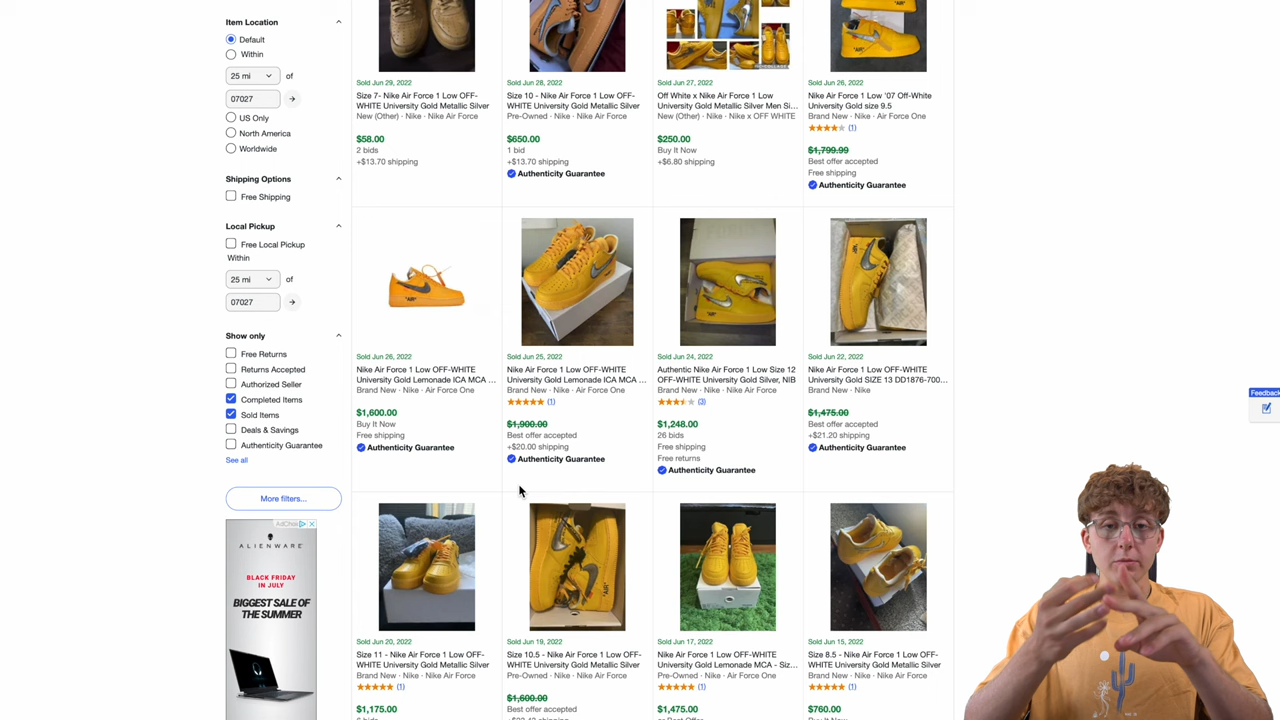 Item Location
Default
Within
25 mi of
07027
US Only
North America
Worldwide
Shipping Options
Free Shipping
Local Pickup
Free Local Pickup
Within
25 mi of
07027
Show only
Free Returns
Returns Accepted
Authorized Seller
Completed Items
Sold Items
Deals & Savings
Authenticity Guarantee
See all
More filters...
AdChoices
ALIENWARE
BLACK FRIDAY
IN JULY
BIGGEST SALE OF
THE SUMMER
Sold Jun 29, 2022
Size 7- Nike Air Force 1 Low OFF-
WHITE University Gold Metallic Silver
New (Other) · Nike · Nike Air Force
$58.00
2 bids
+$13.70 shipping
Sold Jun 28, 2022
Size 10 - Nike Air Force 1 Low OFF-
WHITE University Gold Metallic Silver
Pre-Owned · Nike · Nike Air Force
$650.00
1 bid
+$13.70 shipping
Authenticity Guarantee
Sold Jun 27, 2022
Off White x Nike Air Force 1 Low
University Gold Metallic Silver Men Si...
New (Other) · Nike · Nike x OFF WHITE
$250.00
Buy It Now
+$6.80 shipping
Sold Jun 26, 2022
Nike Air Force 1 Low '07 Off-White
University Gold size 9.5
Brand New · Nike · Air Force One
(1)
$1,799.99
Best offer accepted
Free shipping
Authenticity Guarantee
Sold Jun 26, 2022
Nike Air Force 1 Low OFF-WHITE
University Gold Lemonade ICA MCA ...
Brand New · Nike · Air Force One
$1,600.00
Buy It Now
Free shipping
Authenticity Guarantee
Sold Jun 25, 2022
Nike Air Force 1 Low OFF-WHITE
University Gold Lemonade ICA MCA ...
Brand New · Nike · Air Force One
(1)
$1,900.00
Best offer accepted
+$20.00 shipping
Authenticity Guarantee
Sold Jun 24, 2022
Authentic Nike Air Force 1 Low Size 12
OFF-WHITE University Gold Silver, NIB
Brand New · Nike · Nike Air Force
(3)
$1,248.00
26 bids
Free shipping
Free returns
Authenticity Guarantee
Sold Jun 22, 2022
Nike Air Force 1 Low OFF-WHITE
University Gold SIZE 13 DD1876-700...
Brand New · Nike
$1,475.00
Best offer accepted
+$21.20 shipping
Authenticity Guarantee
Sold Jun 20, 2022
Size 11 - Nike Air Force 1 Low OFF-
WHITE University Gold Metallic Silver
Brand New · Nike · Nike Air Force
(1)
$1,175.00
Sold Jun 19, 2022
Size 10.5 - Nike Air Force 1 Low OFF-
WHITE University Gold Metallic Silver
Pre-Owned · Nike · Nike Air Force
$1,600.00
Best offer accepted
Sold Jun 17, 2022
Nike Air Force 1 Low OFF-WHITE
University Gold Lemonade MCA - Siz...
Pre-Owned · Nike · Air Force One
(1)
$1,475.00
or Best Offer
Sold Jun 15, 2022
Size 8.5 - Nike Air Force 1 Low OFF-
WHITE University Gold Metallic Silver
Brand New · Nike · Nike Air Force
(1)
$760.00
Buy It Now
Feedback